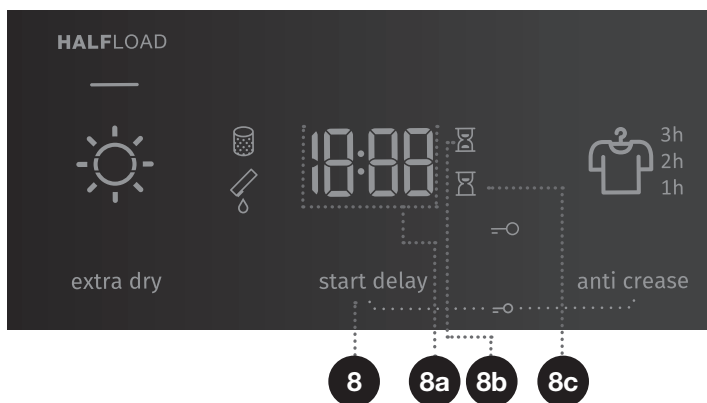 HALFLOAD
18:88
3h
2h
1h
extra dry
start delay
anti crease
8
8a
8b
8c